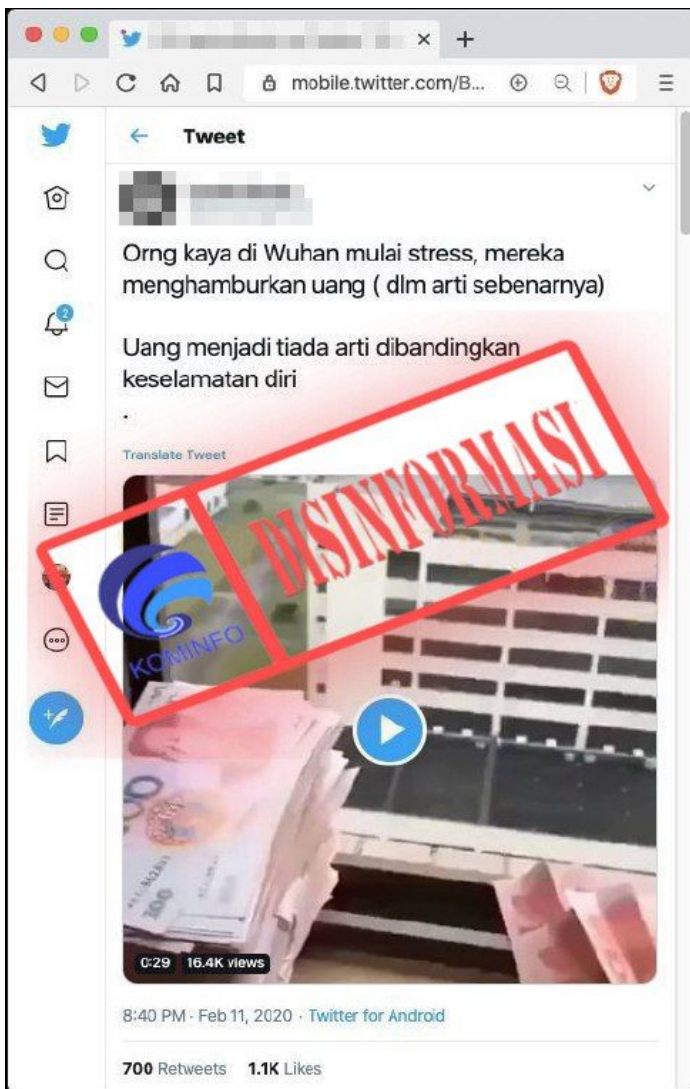 mobile.twitter.com/B...
Tweet
Orng kaya di Wuhan mulai stress, mereka
menghamburkan uang ( dlm arti sebenarnya)
Uang menjadi tiada arti dibandingkan
keselamatan diri
.
Translate Tweet
2
DISINFORMASI
KOMINFO
100
0:29 16.4K views
8:40 PM · Feb 11, 2020 · Twitter for Android
700 Retweets 1.1K Likes